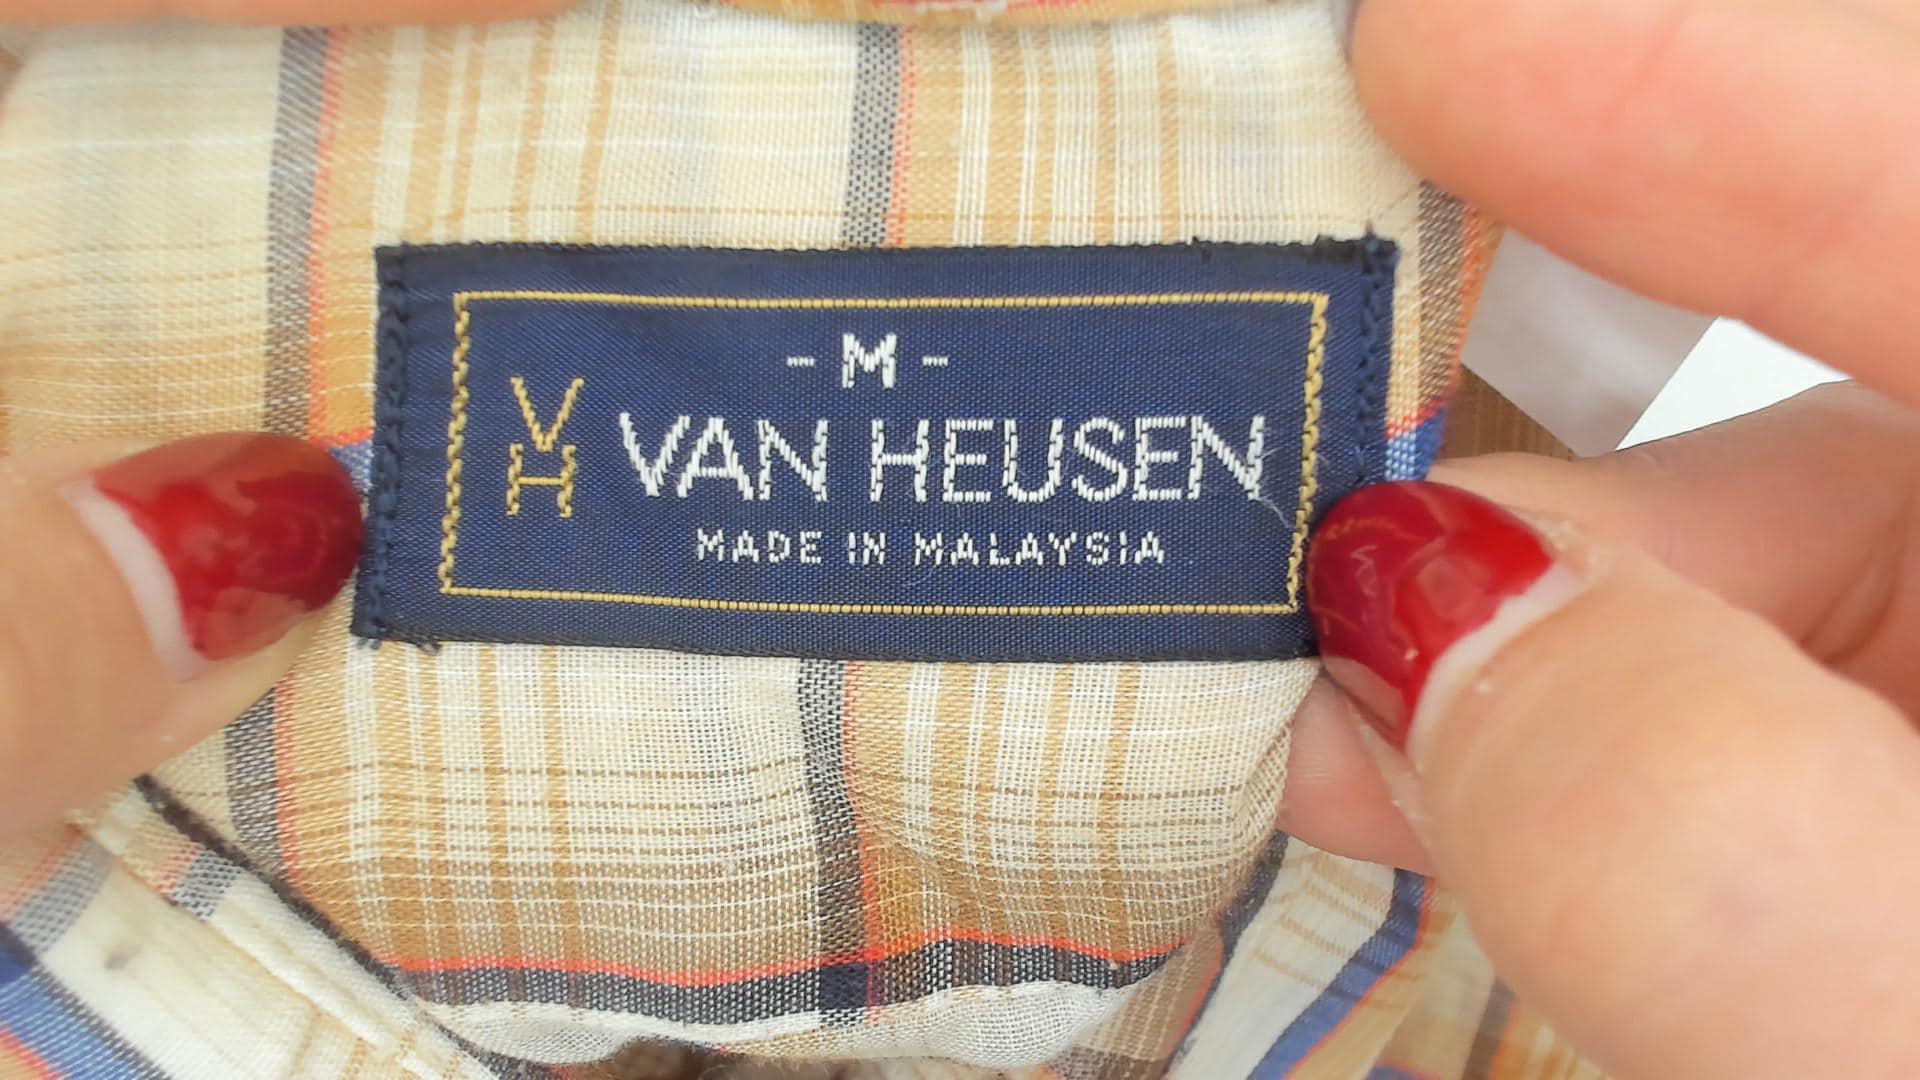 - M -
VH
VAN HEUSEN
MADE IN MALAYSIA